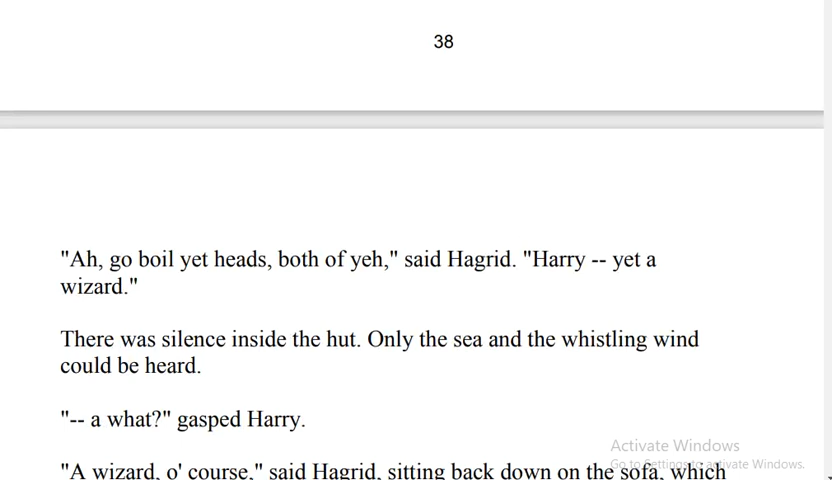 38
"Ah, go boil yet heads, both of yeh," said Hagrid. "Harry -- yet a
wizard."
There was silence inside the hut. Only the sea and the whistling wind
could be heard.
"-- a what?" gasped Harry.
Activate Windows
"A wizard, o' course," said Hagrid, sitting back down on the sofa, which
Go to Settings to activate Windows.